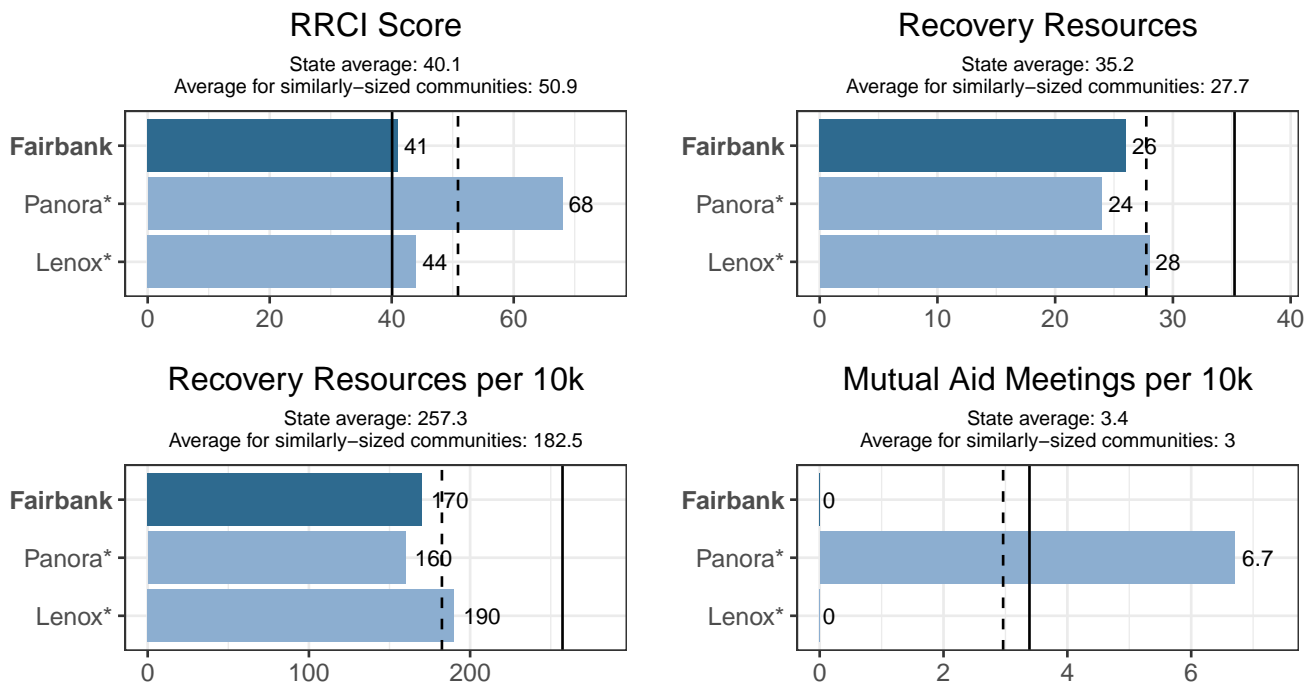 RRCI Score
State average: 40.1
Average for similarly−sized communities: 50.9
Fairbank
41
Panora*
68
Lenox*
44
0 20 40 60
Recovery Resources
State average: 35.2
Average for similarly−sized communities: 27.7
Fairbank
26
Panora*
24
Lenox*
28
0 10 20 30 40
Recovery Resources per 10k
State average: 257.3
Average for similarly−sized communities: 182.5
Fairbank
170
Panora*
160
Lenox*
190
0 100 200
Mutual Aid Meetings per 10k
State average: 3.4
Average for similarly−sized communities: 3
Fairbank
0
Panora*
6.7
Lenox*
0
0 2 4 6